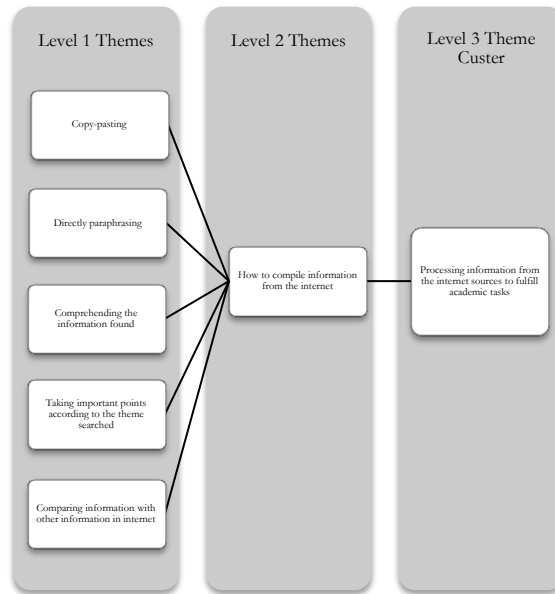 Level 1 Themes
Level 2 Themes
Level 3 Theme
Custer
Copy-pasting
Directly paraphrasing
Comprehending the
information found
Taking important points
according to the theme
searched
Comparing information with
other information in internet
How to compile information
from the internet
Processing information from
the internet sources to fulfill
academic tasks